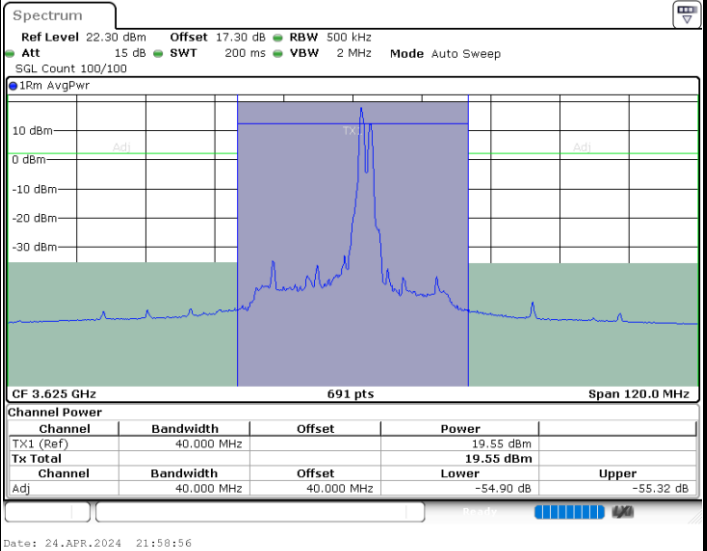 Spectrum
Ref Level 22.30 dBm Offset 17.30 dB RBW 500 kHz
Att 15 dB SWT 200 ms VBW 2 MHz Mode Auto Sweep
SGL Count 100/100
1Rm AvgPwr
10 dBm
Adj TX1 Adj
0 dBm
-10 dBm
-20 dBm
-30 dBm
CF 3.625 GHz 691 pts Span 120.0 MHz
Channel Power
Channel Bandwidth Offset Power
TX1 (Ref) 40.000 MHz 19.55 dBm
Tx Total 19.55 dBm
Channel Bandwidth Offset Lower Upper
Adj 40.000 MHz 40.000 MHz -54.90 dB -55.32 dB
Ready
Date: 24.APR.2024 21:58:56